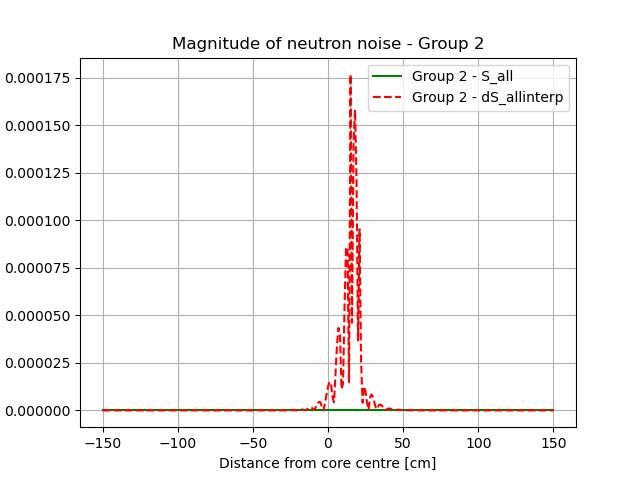 Magnitude of neutron noise - Group 2
Group 2 - S_all
Group 2 - dS_allinterp
0.000175
0.000150
0.000125
0.000100
0.000075
0.000050
0.000025
0.000000
−150 −100 −50 0 50 100 150
Distance from core centre [cm]